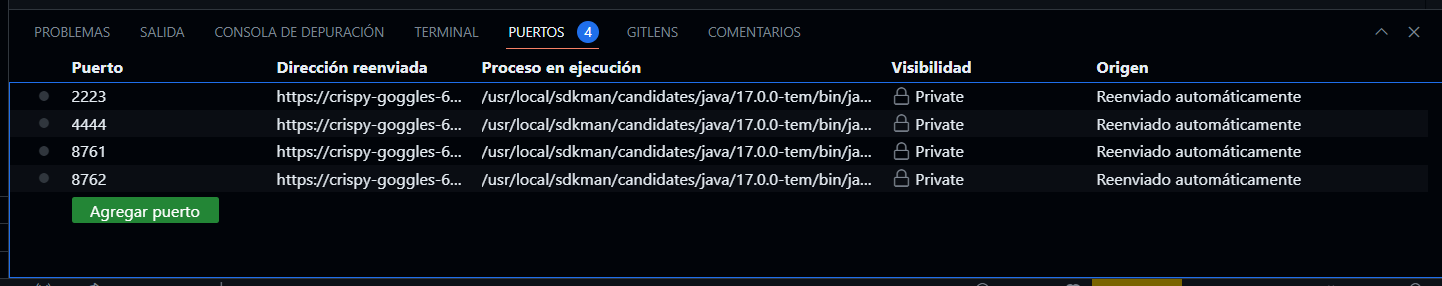 PROBLEMAS SALIDA CONSOLA DE DEPURACIÓN TERMINAL PUERTOS 4 GITLENS COMENTARIOS
Puerto Dirección reenviada Proceso en ejecución Visibilidad Origen
2223 https://crispy-goggles-6... /usr/local/sdkman/candidates/java/17.0.0-tem/bin/ja... Private Reenviado automáticamente
4444 https://crispy-goggles-6... /usr/local/sdkman/candidates/java/17.0.0-tem/bin/ja... Private Reenviado automáticamente
8761 https://crispy-goggles-6... /usr/local/sdkman/candidates/java/17.0.0-tem/bin/ja... Private Reenviado automáticamente
8762 https://crispy-goggles-6... /usr/local/sdkman/candidates/java/17.0.0-tem/bin/ja... Private Reenviado automáticamente
Agregar puerto